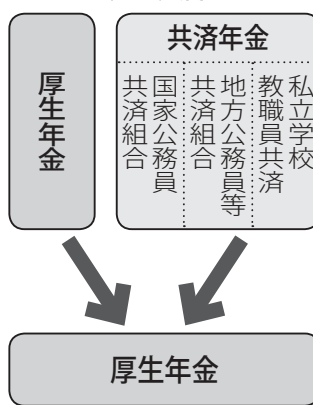 厚生年金
共済年金
国家公務員
共済組合
地方公務員等
共済組合
私立学校
教職員共済
厚生年金